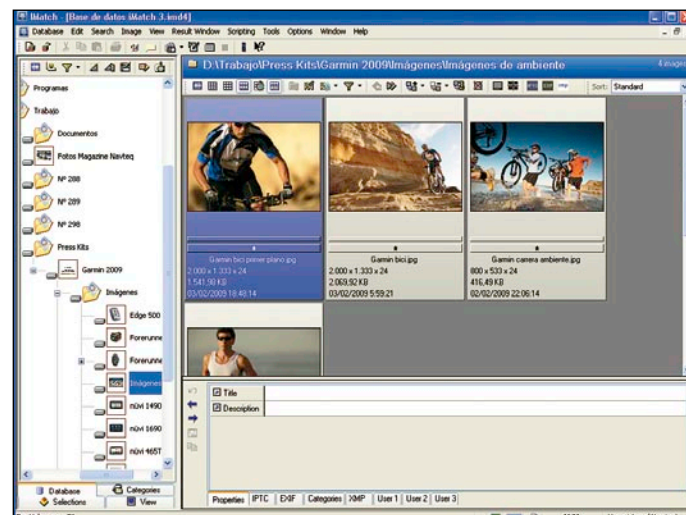 IMatch - [Base de datos iMatch 3.imd4]
Database Edit Search Image View Result Window Scripting Tools Options Window Help
D:\Trabajo\Press Kits\Garmin 2009\Imágenes\Imágenes de ambiente
4 imagen
Sort: Standard
Programas
Trabajo
Documentos
Fotos Magazine Navteq
Nº 288
Nº 289
Nº 290
Press Kits
Garmin 2009
Imágenes
Edge 500
Forerunne
Forerunne
Imágenes
nüvi 1490
nüvi 1690
nüvi 465T
Garmin bici primer plano.jpg
2.000 x 1.333 x 24
1.541,90 KB
03/02/2009 18:48:14
Garmin bici.jpg
2.000 x 1.333 x 24
2.069,92 KB
03/02/2009 5:59:21
Garmin carrera ambiente.jpg
800 x 533 x 24
416,49 KB
02/02/2009 22:06:14
Title
Description
Database Categories
Selections View
Properties IPTC EXIF Categories XMP User 1 User 2 User 3